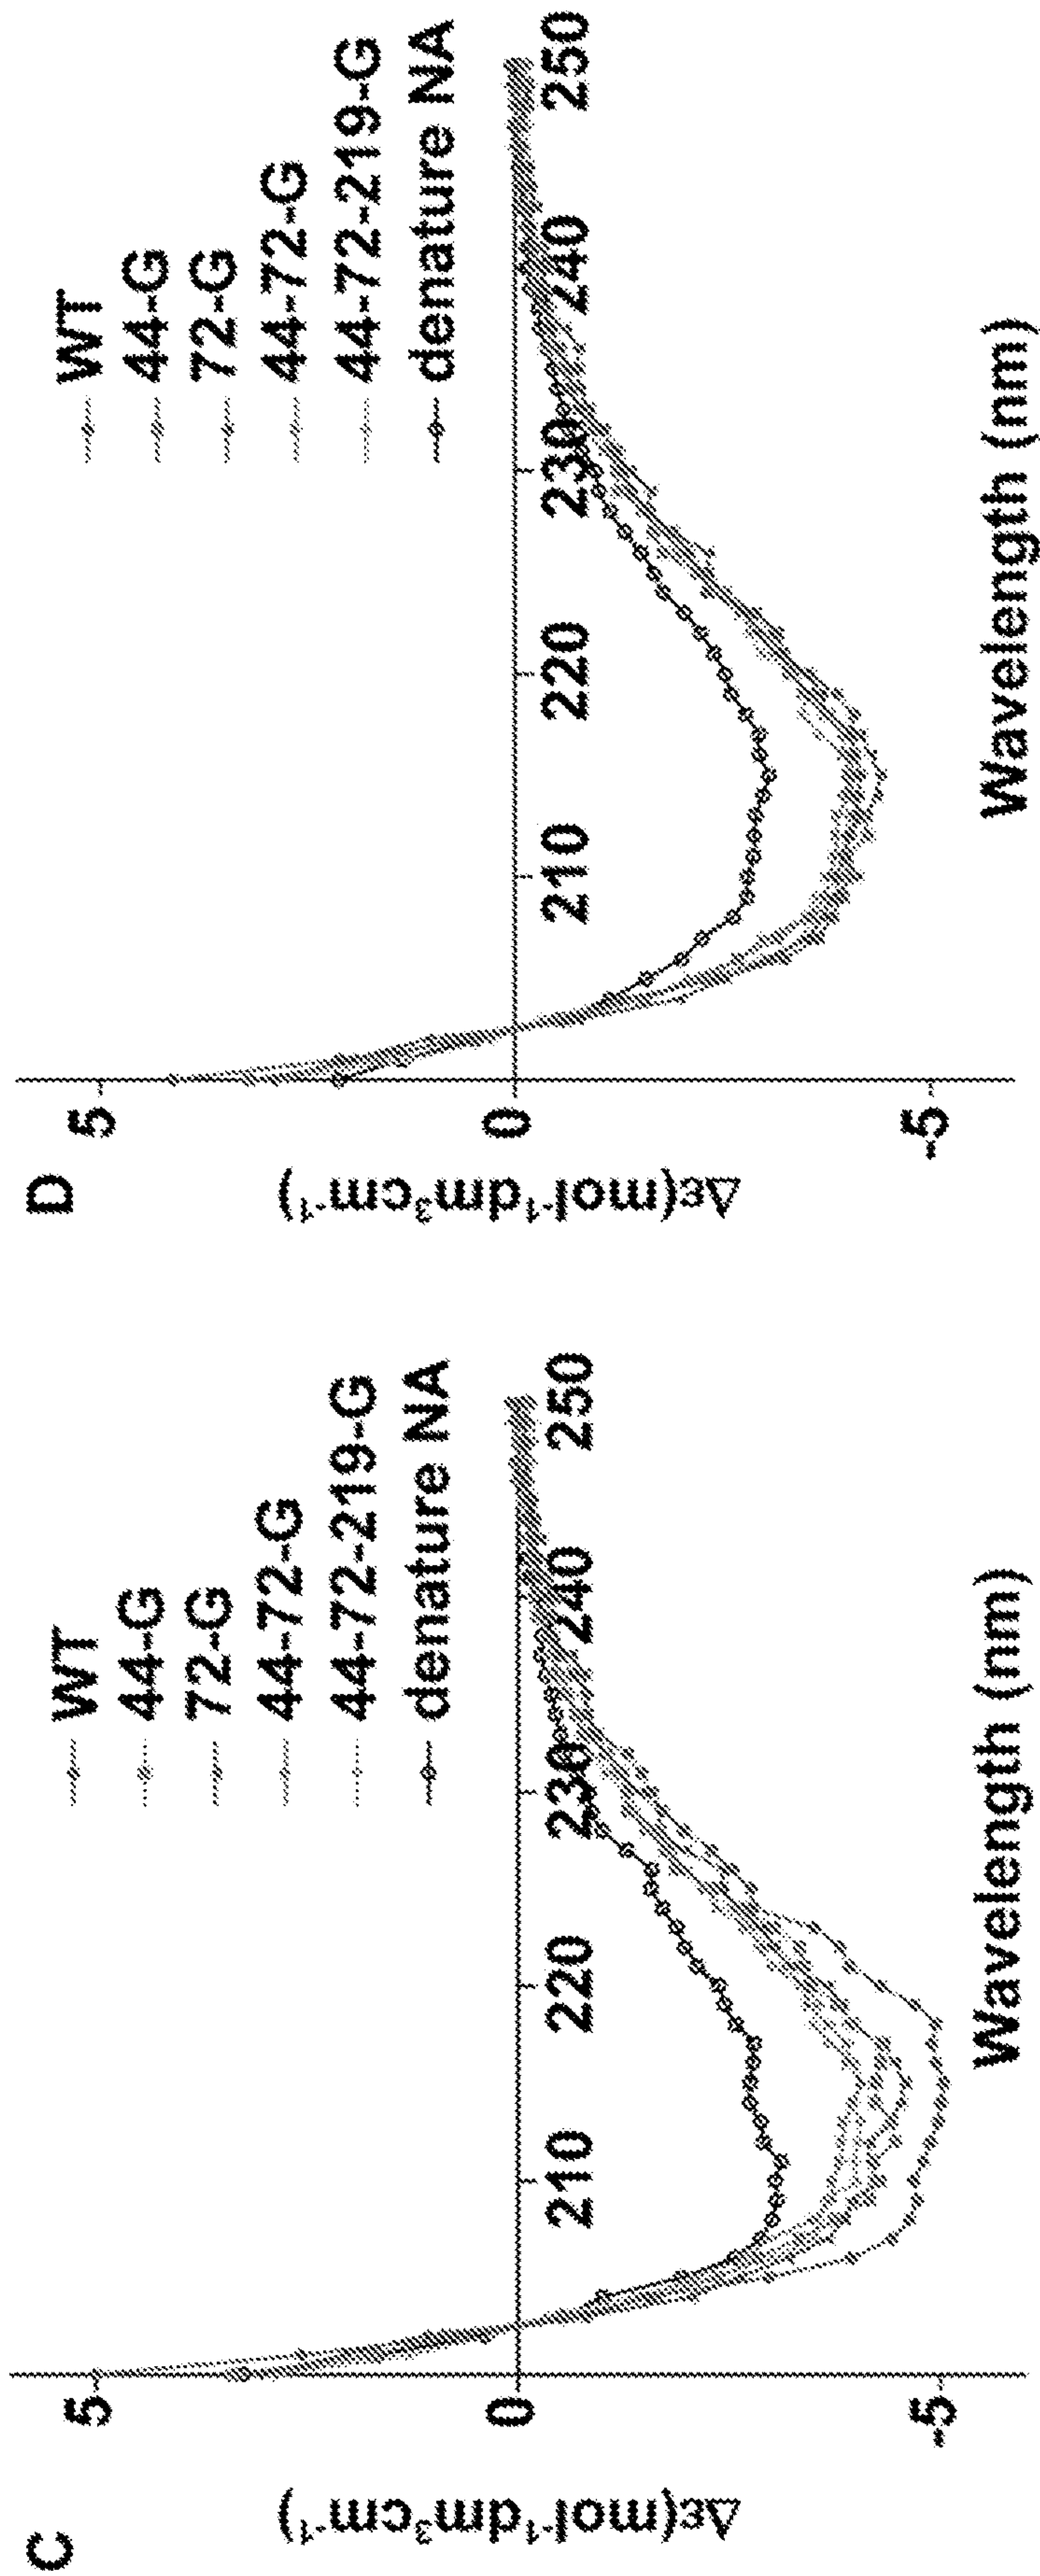 C
Δε(mol⁻¹dm³cm⁻¹)
5
0
-5
210
220
230
240
250
Wavelength (nm)
WT
44-G
72-G
44-72-G
44-72-219-G
denature NA
D
Δε(mol⁻¹dm³cm⁻¹)
5
0
-5
210
220
230
240
250
Wavelength (nm)
WT
44-G
72-G
44-72-G
44-72-219-G
denature NA